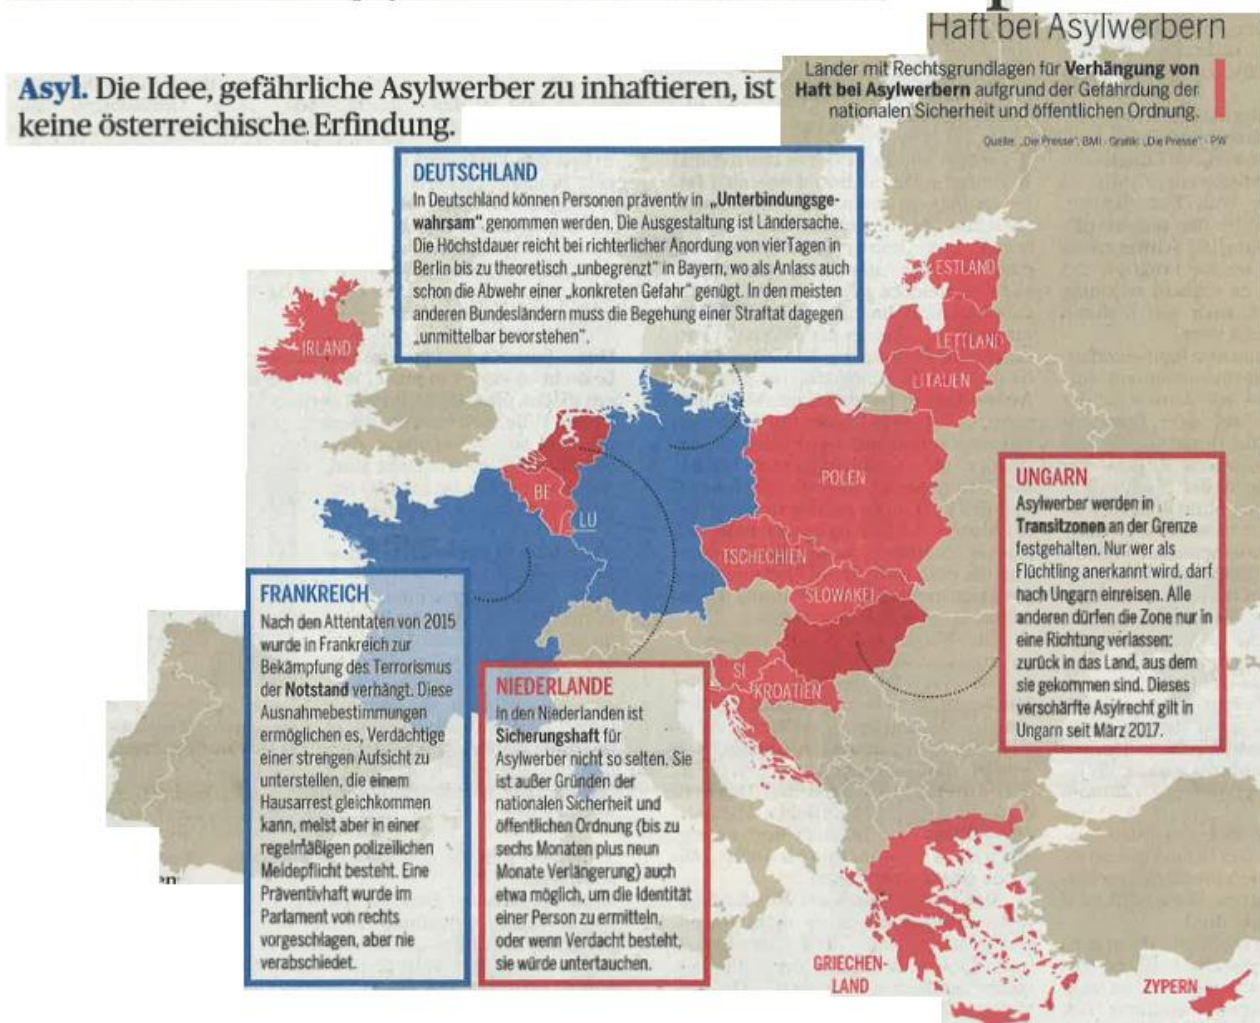 Haft bei Asylwerbern
Asyl. Die Idee, gefährliche Asylwerber zu inhaftieren, ist
keine österreichische Erfindung.
Länder mit Rechtsgrundlagen für Verhängung von
Haft bei Asylwerbern aufgrund der Gefährdung der
nationalen Sicherheit und öffentlichen Ordnung.
Quelle: „Die Presse", BMI · Grafik: „Die Presse" · PW
DEUTSCHLAND
In Deutschland können Personen präventiv in „Unterbindungsge-
wahrsam" genommen werden. Die Ausgestaltung ist Ländersache.
Die Höchstdauer reicht bei richterlicher Anordung von vierTagen in
Berlin bis zu theoretisch „unbegrenzt" in Bayern, wo als Anlass auch
schon die Abwehr einer „konkreten Gefahr" genügt. In den meisten
anderen Bundesländern muss die Begehung einer Straftat dagegen
„unmittelbar bevorstehen".
ESTLAND
LETTLAND
LITAUEN
IRLAND
POLEN
BE
LU
TSCHECHIEN
SLOWAKEI
SI
KROATIEN
UNGARN
Asylwerber werden in
Transitzonen an der Grenze
festgehalten. Nur wer als
Flüchtling anerkannt wird, darf
nach Ungarn einreisen. Alle
anderen dürfen die Zone nur in
eine Richtung verlassen:
zurück in das Land, aus dem
sie gekommen sind. Dieses
verschärfte Asylrecht gilt in
Ungarn seit März 2017.
FRANKREICH
Nach den Attentaten von 2015
wurde in Frankreich zur
Bekämpfung des Terrorismus
der Notstand verhängt. Diese
Ausnahmebestimmungen
ermöglichen es, Verdächtige
einer strengen Aufsicht zu
unterstellen, die einem
Hausarrest gleichkommen
kann, meist aber in einer
regelmäßigen polizeilichen
Meldepflicht besteht. Eine
Präventivhaft wurde im
Parlament von rechts
vorgeschlagen, aber nie
verabschiedet.
NIEDERLANDE
In den Niederlanden ist
Sicherungshaft für
Asylwerber nicht so selten. Sie
ist außer Gründen der
nationalen Sicherheit und
öffentlichen Ordnung (bis zu
sechs Monaten plus neun
Monate Verlängerung) auch
etwa möglich, um die Identität
einer Person zu ermitteln,
oder wenn Verdacht besteht,
sie würde untertauchen.
GRIECHEN-
LAND
ZYPERN